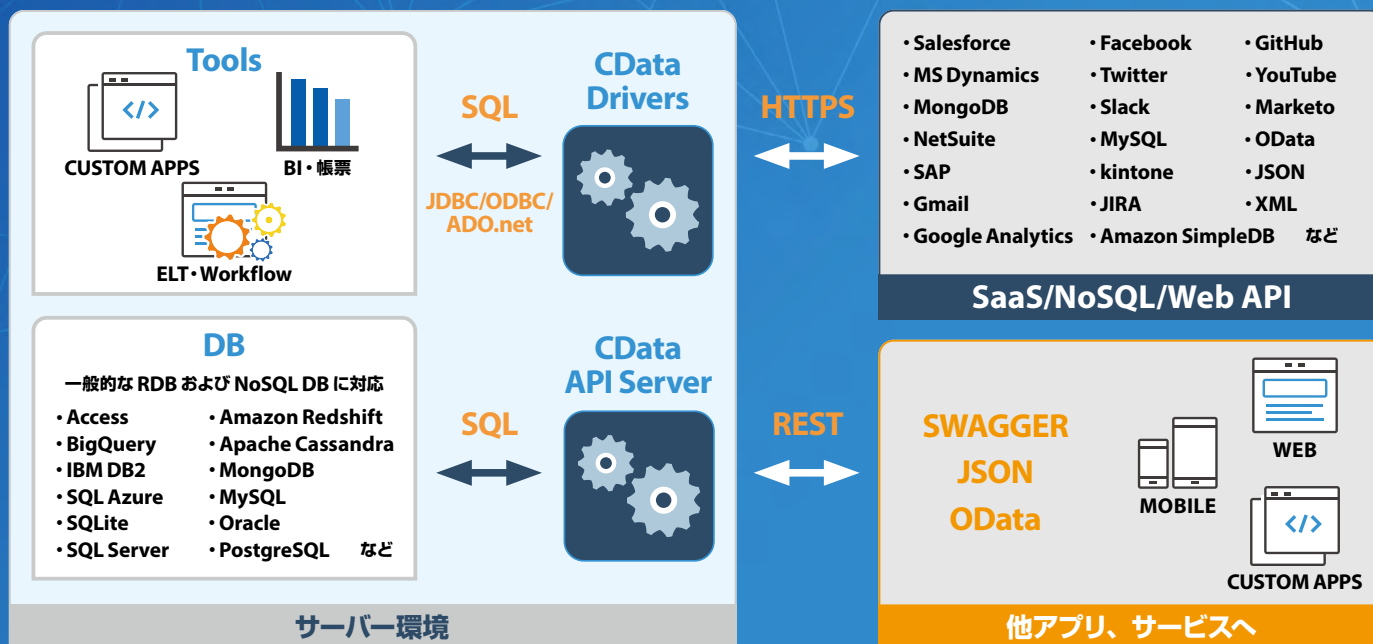 Tools
</>
CUSTOM APPS
BI・帳票
ELT・Workflow
SQL
JDBC/ODBC/
ADO.net
CData
Drivers
HTTPS
・Salesforce
・MS Dynamics
・MongoDB
・NetSuite
・SAP
・Gmail
・Google Analytics
・Facebook
・Twitter
・Slack
・MySQL
・kintone
・JIRA
・Amazon SimpleDB
・GitHub
・YouTube
・Marketo
・OData
・JSON
・XML
など
SaaS/NoSQL/Web API
DB
一般的な RDB および NoSQL DB に対応
・Access
・BigQuery
・IBM DB2
・SQL Azure
・SQLite
・SQL Server
・Amazon Redshift
・Apache Cassandra
・MongoDB
・MySQL
・Oracle
・PostgreSQL など
SQL
CData
API Server
REST
SWAGGER
JSON
OData
MOBILE
WEB
</>
CUSTOM APPS
サーバー環境
他アプリ、サービスへ